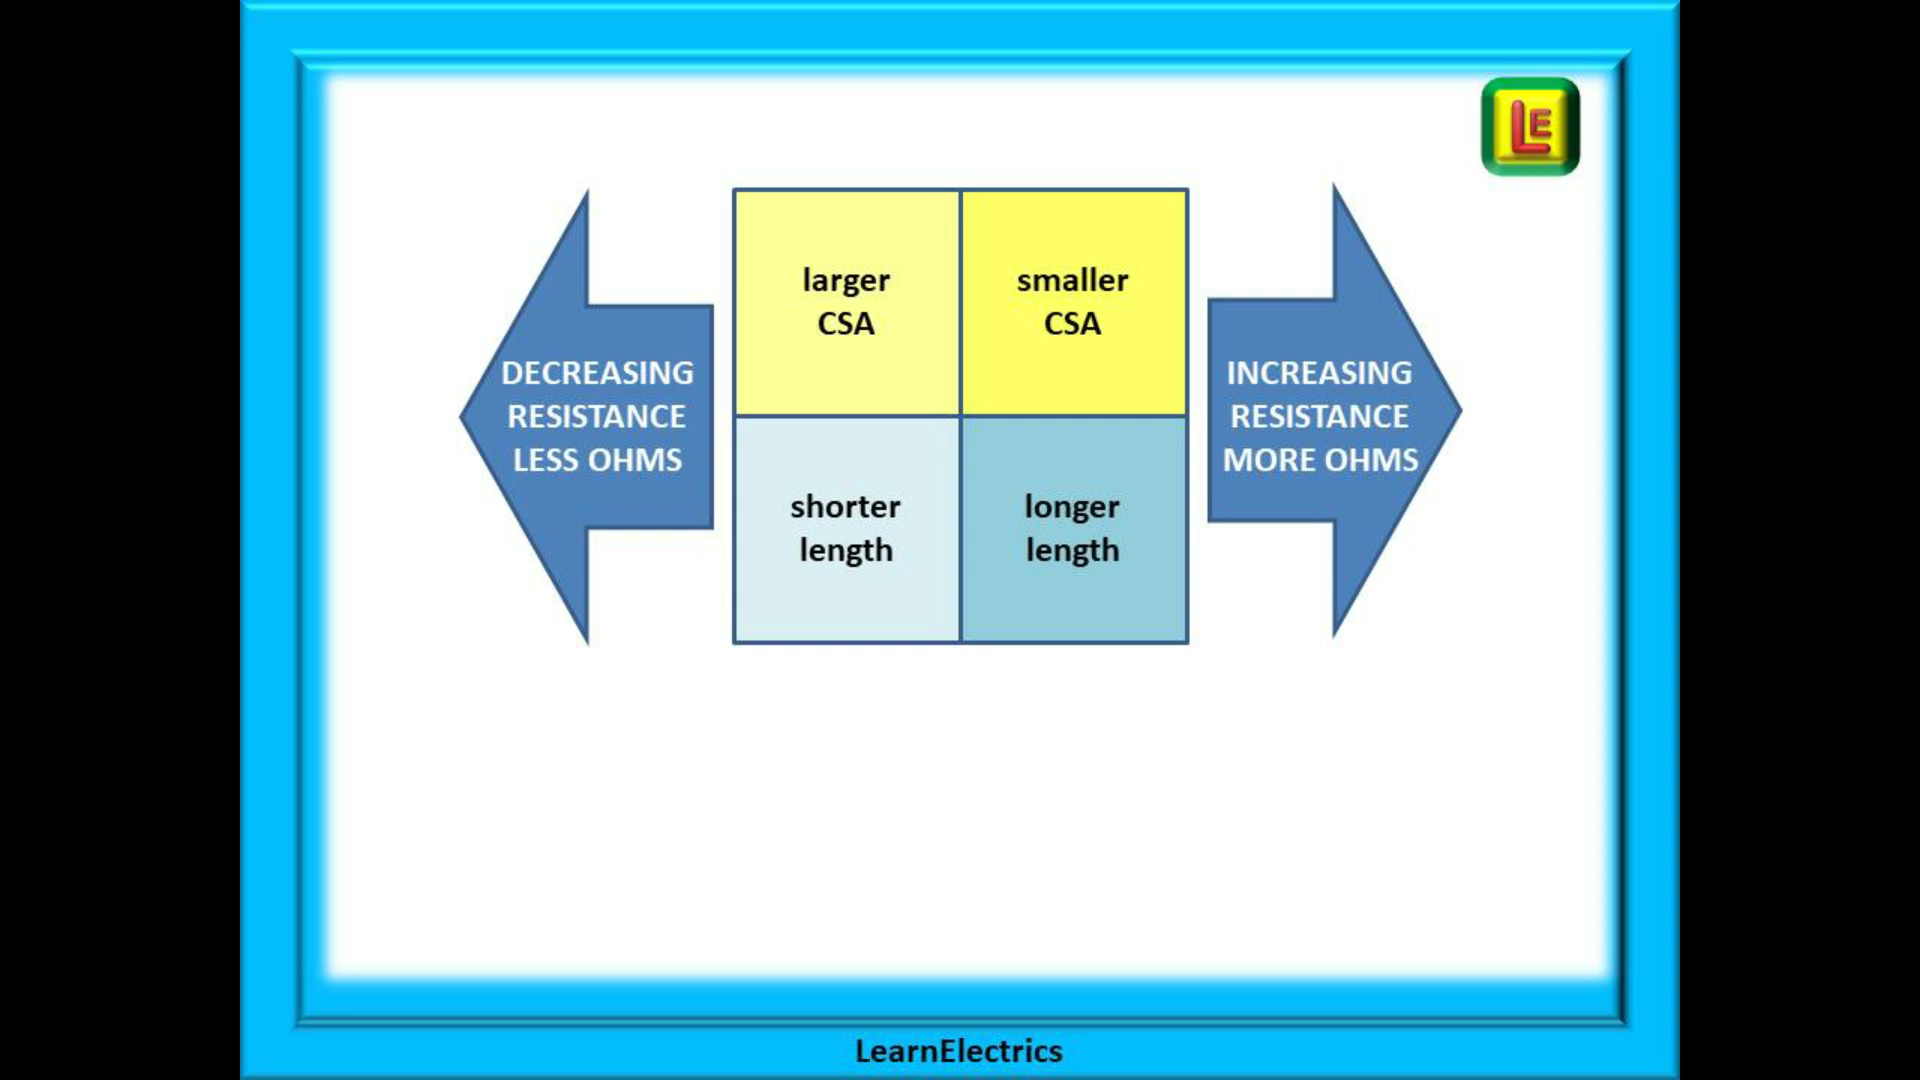 LE
larger
CSA
smaller
CSA
DECREASING
RESISTANCE
LESS OHMS
INCREASING
RESISTANCE
MORE OHMS
shorter
length
longer
length
LearnElectrics